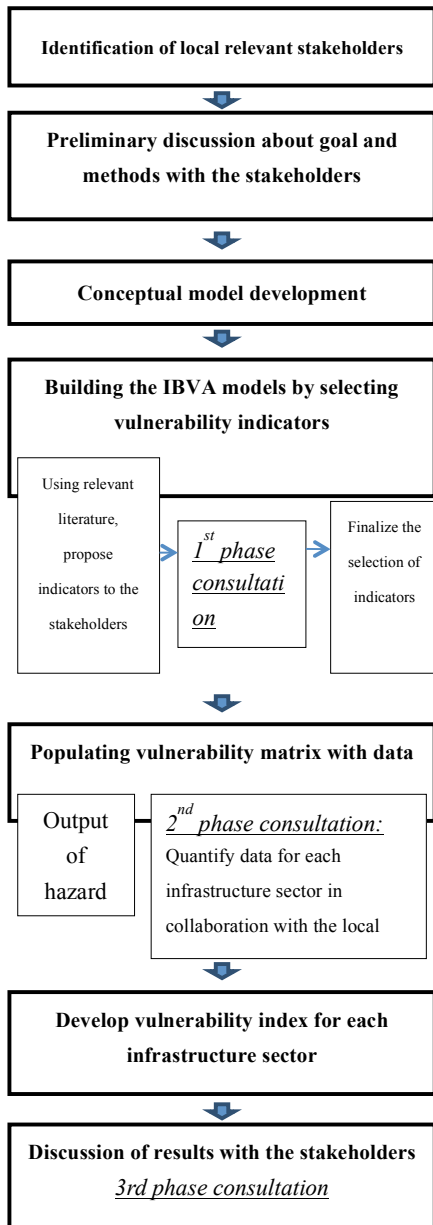 Identification of local relevant stakeholders
Preliminary discussion about goal and
methods with the stakeholders
Conceptual model development
Building the IBVA models by selecting
vulnerability indicators
Using relevant
literature,
propose
indicators to the
stakeholders
1st phase
consultati
on
Finalize the
selection of
indicators
Populating vulnerability matrix with data
Output
of
hazard
2nd phase consultation:
Quantify data for each
infrastructure sector in
collaboration with the local
Develop vulnerability index for each
infrastructure sector
Discussion of results with the stakeholders
3rd phase consultation